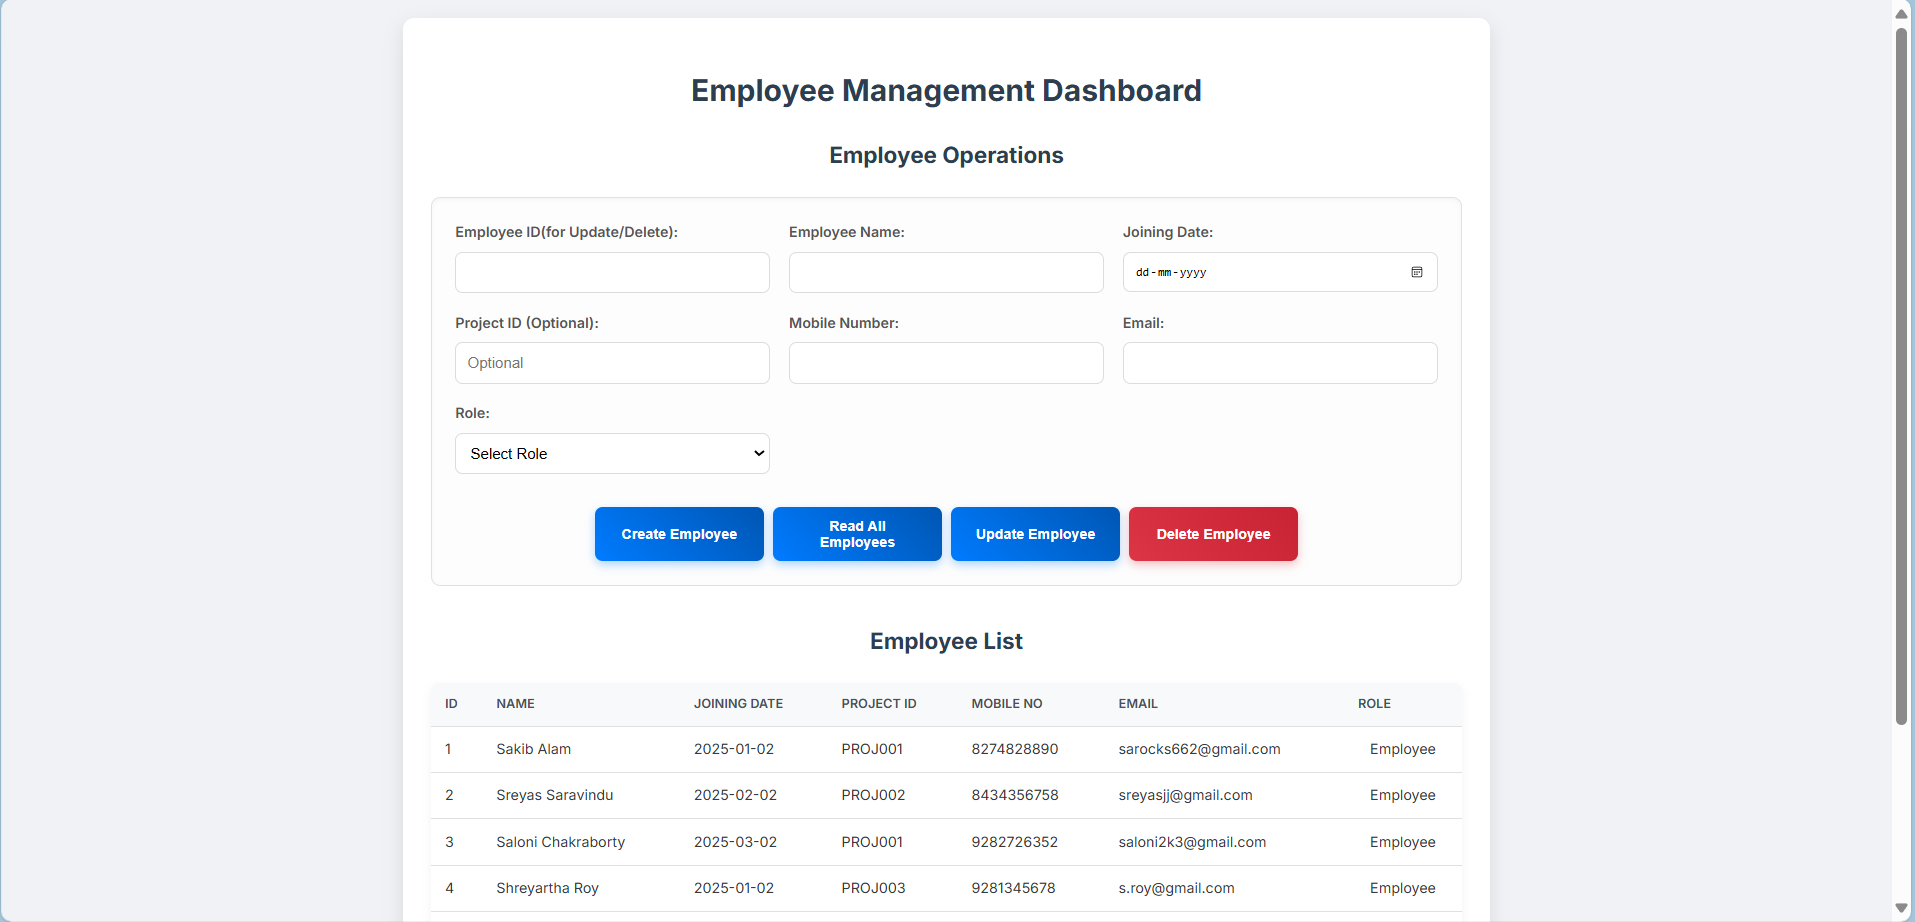 Employee Management Dashboard
Employee Operations
Employee ID(for Update/Delete): Employee Name: Joining Date:
dd-mm-yyyy
Project ID (Optional): Mobile Number: Email:
Optional
Role:
Select Role
Create Employee Read All Employees Update Employee Delete Employee
Employee List
ID NAME JOINING DATE PROJECT ID MOBILE NO EMAIL ROLE
1 Sakib Alam 2025-01-02 PROJ001 8274828890 sarocks662@gmail.com Employee
2 Sreyas Saravindu 2025-02-02 PROJ002 8434356758 sreyasjj@gmail.com Employee
3 Saloni Chakraborty 2025-03-02 PROJ001 9282726352 saloni2k3@gmail.com Employee
4 Shreyartha Roy 2025-01-02 PROJ003 9281345678 s.roy@gmail.com Employee